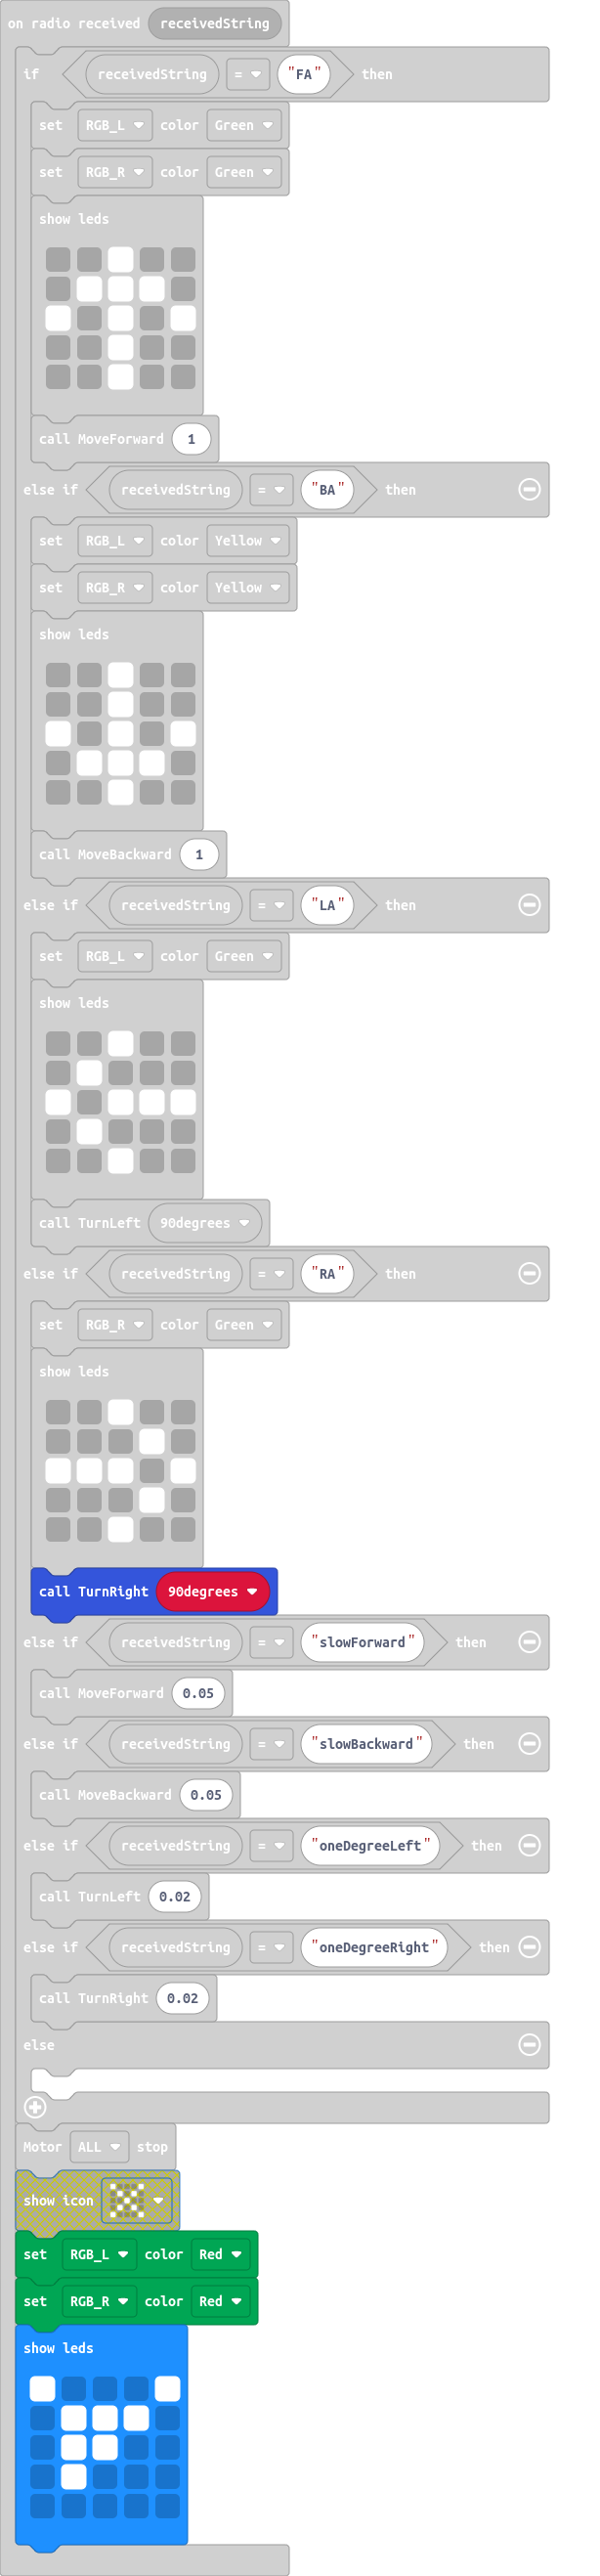 on radio received receivedString
if receivedString = "FA" then
set RGB_L color Green
set RGB_R color Green
show leds
call MoveForward 1
else if receivedString = "BA" then
set RGB_L color Yellow
set RGB_R color Yellow
show leds
call MoveBackward 1
else if receivedString = "LA" then
set RGB_L color Green
show leds
call TurnLeft 90degrees
else if receivedString = "RA" then
set RGB_R color Green
show leds
call TurnRight 90degrees
else if receivedString = "slowForward" then
call MoveForward 0.05
else if receivedString = "slowBackward" then
call MoveBackward 0.05
else if receivedString = "oneDegreeLeft" then
call TurnLeft 0.02
else if receivedString = "oneDegreeRight" then
call TurnRight 0.02
else
Motor ALL stop
show icon
set RGB_L color Red
set RGB_R color Red
show leds